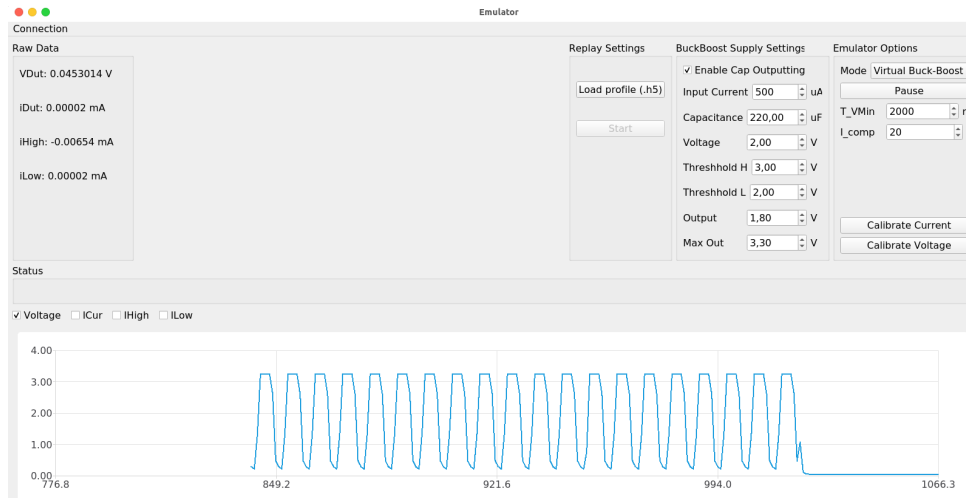 Emulator
Connection
Raw Data
VDut: 0.0453014 V
iDut: 0.00002 mA
iHigh: -0.00654 mA
iLow: 0.00002 mA
Replay Settings
Load profile (.h5)
Start
BuckBoost Supply Settings
Enable Cap Outputting
Input Current 500 uA
Capacitance 220,00 uF
Voltage 2,00 V
Threshhold H 3,00 V
Threshhold L 2,00 V
Output 1,80 V
Max Out 3,30 V
Emulator Options
Mode Virtual Buck-Boost
Pause
T_VMin 2000
I_comp 20
Calibrate Current
Calibrate Voltage
Status
Voltage ICur IHigh ILow
4.00
3.00
2.00
1.00
0.00
776.8 849.2 921.6 994.0 1066.3